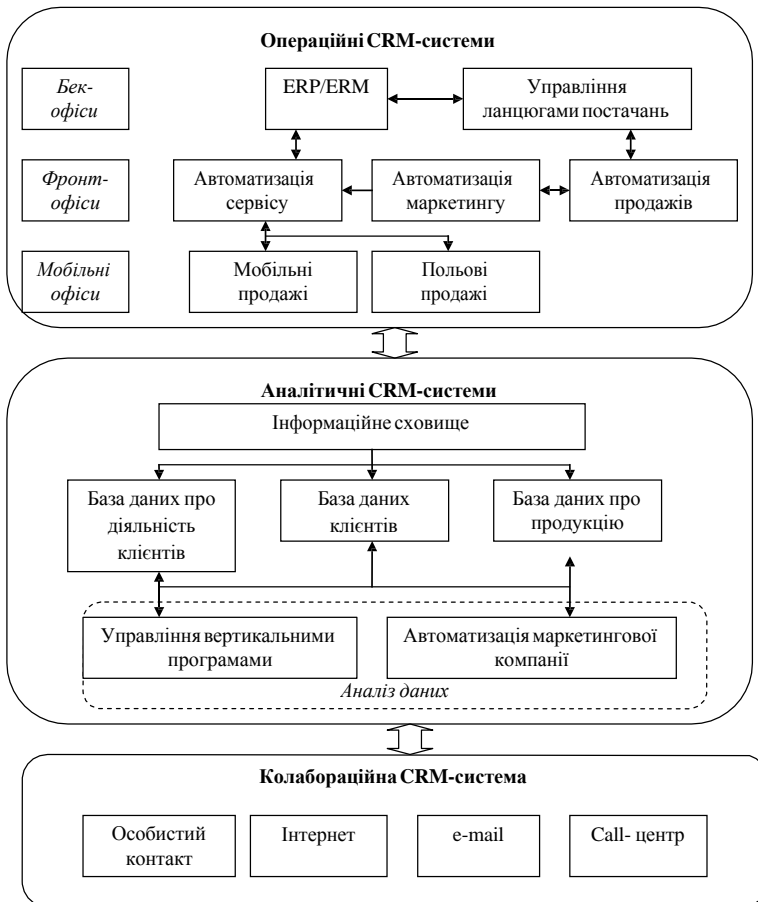 Операційні CRM-системи
Бек-
офіси
ERP/ERM
Управління
ланцюгами постачань
Фронт-
офіси
Автоматизація
сервісу
Автоматизація
маркетингу
Автоматизація
продажів
Мобільні
офіси
Мобільні
продажі
Польові
продажі
Аналітичні CRM-системи
Інформаційне сховище
База даних про
діяльність
клієнтів
База даних
клієнтів
База даних про
продукцію
Управління вертикальними
програмами
Автоматизація маркетингової
компанії
Аналіз даних
Колабораційна CRM-система
Особистий
контакт
Інтернет
e-mail
Call- центр